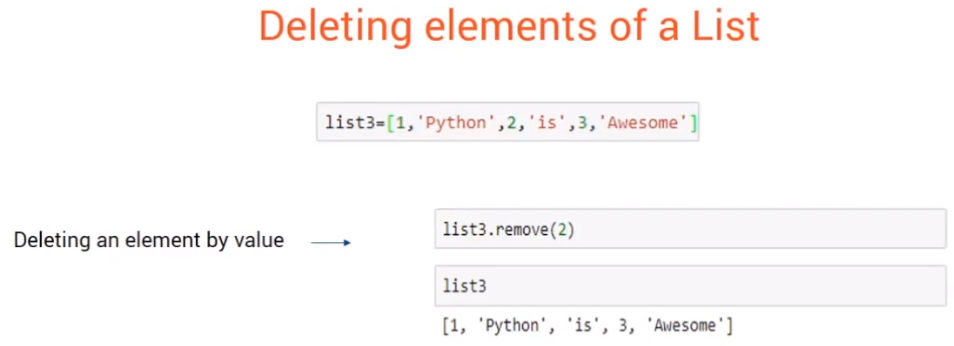 Deleting elements of a List
list3=[1,'Python',2,'is',3,'Awesome']
Deleting an element by value
list3.remove(2)
list3
[1, 'Python', 'is', 3, 'Awesome']